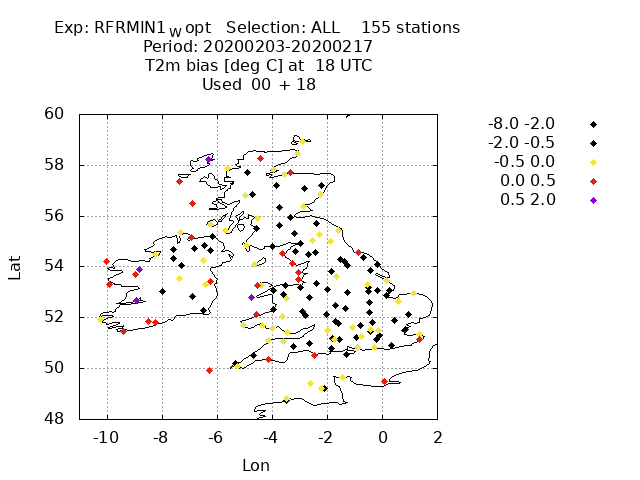 Exp: RFRMIN1_W opt Selection: ALL 155 stations
Period: 20200203-20200217
T2m bias [deg C] at 18 UTC
Used 00 + 18
-8.0 -2.0
-2.0 -0.5
-0.5 0.0
0.0 0.5
0.5 2.0
60
58
56
54
52
50
48
Lat
-10 -8 -6 -4 -2 0 2
Lon